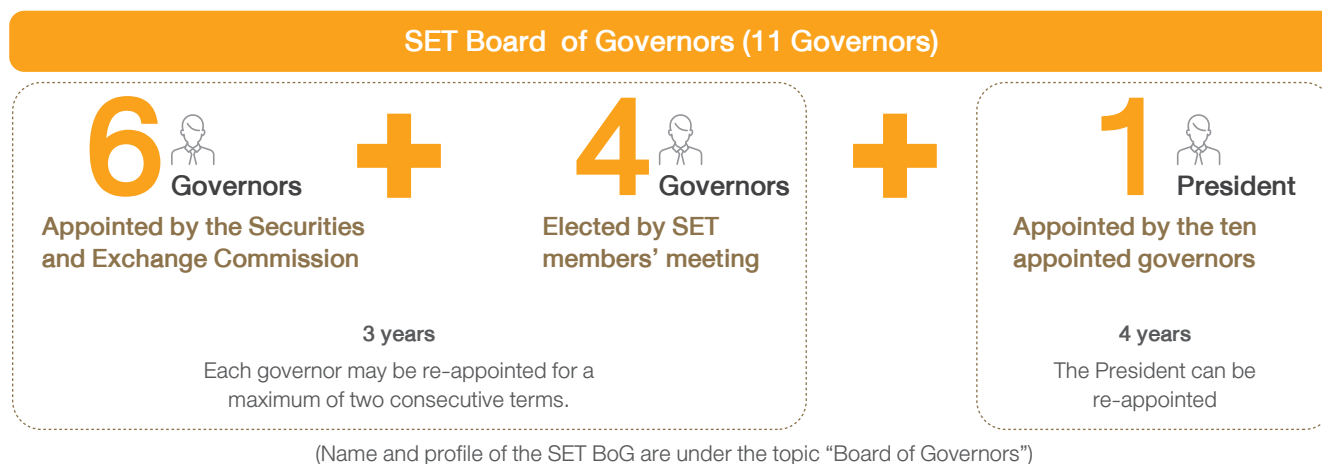 SET Board of Governors (11 Governors)
6 Governors
Appointed by the Securities
and Exchange Commission
+
4 Governors
Elected by SET
members’ meeting
3 years
Each governor may be re-appointed for a
maximum of two consecutive terms.
+
1 President
Appointed by the ten
appointed governors
4 years
The President can be
re-appointed
(Name and profile of the SET BoG are under the topic “Board of Governors”)